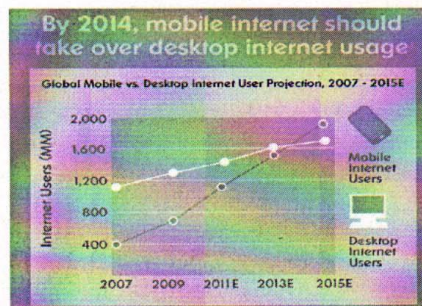 By 2014, mobile internet should
take over desktop internet usage
Global Mobile vs. Desktop Internet User Projection, 2007 - 2015E
Internet Users (MM)
2,000
1,600
1,200
800
400
2007 2009 2011E 2013E 2015E
Mobile
Internet
Users
Desktop
Internet
Users